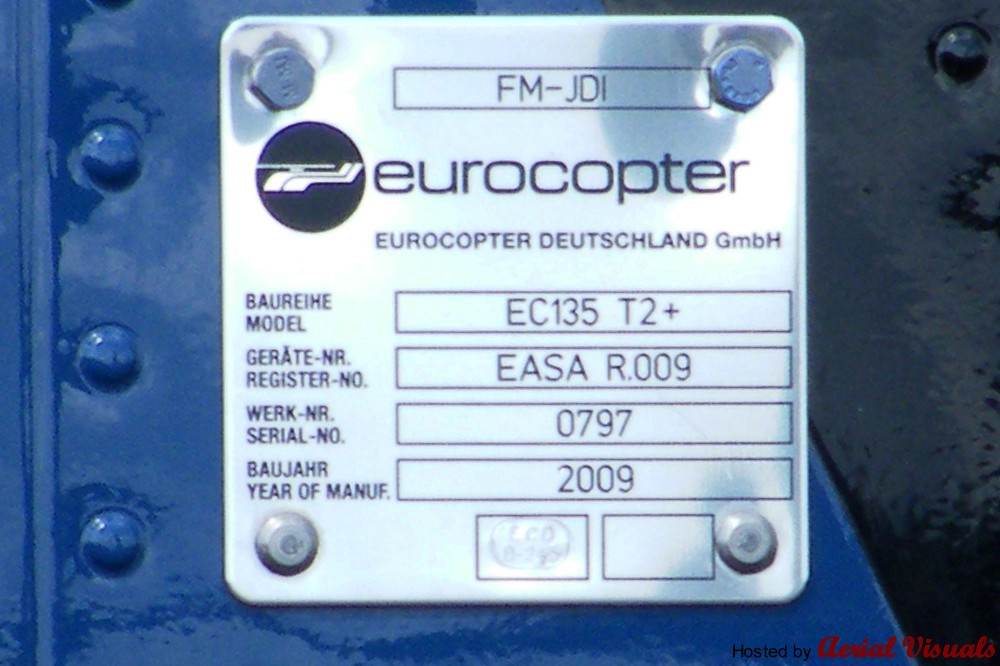 FM-JDI
eurocopter
EUROCOPTER DEUTSCHLAND GmbH
BAUREIHE
MODEL
EC135 T2+
GERÄTE-NR.
REGISTER-NO.
EASA R.009
WERK-NR.
SERIAL-NO.
0797
BAUJAHR
YEAR OF MANUF.
2009
Hosted by Aerial Visuals